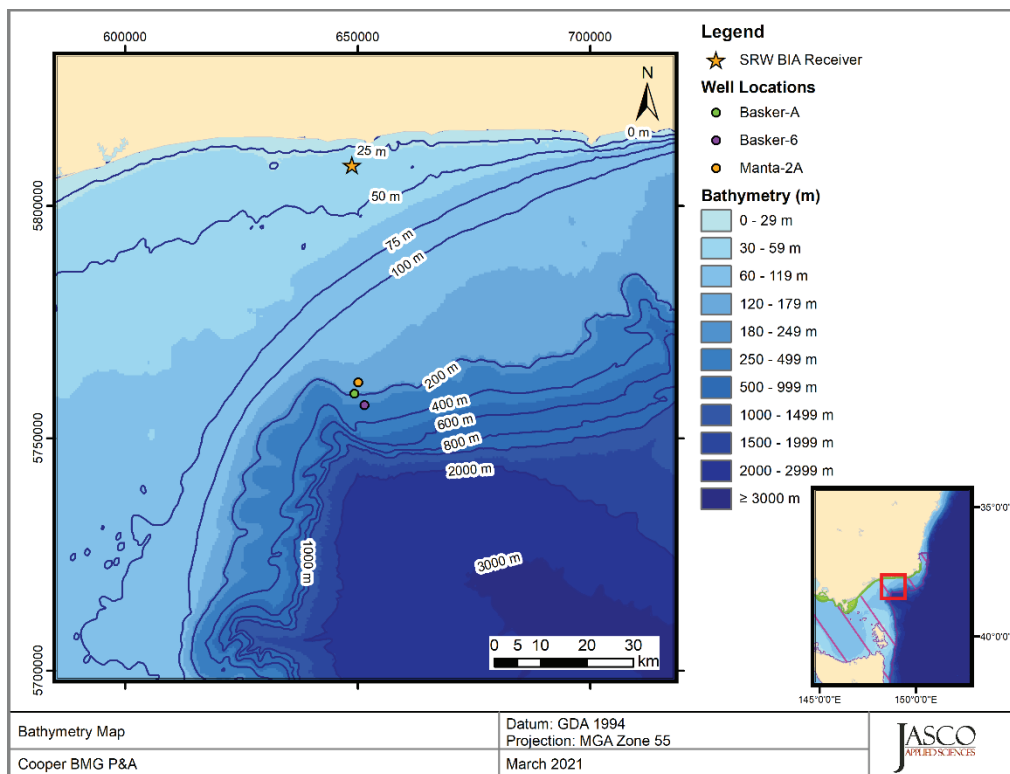 600000
650000
700000
5800000
5750000
5700000
N
0 m
25 m
50 m
75 m
100 m
200 m
400 m
600 m
800 m
2000 m
1000 m
3000 m
0 5 10 20 30
km
Legend
SRW BIA Receiver
Well Locations
Basker-A
Basker-6
Manta-2A
Bathymetry (m)
0 - 29 m
30 - 59 m
60 - 119 m
120 - 179 m
180 - 249 m
250 - 499 m
500 - 999 m
1000 - 1499 m
1500 - 1999 m
2000 - 2999 m
≥ 3000 m
35°0'0"S
40°0'0"S
145°0'0"E
150°0'0"E
Bathymetry Map
Datum: GDA 1994
Projection: MGA Zone 55
Cooper BMG P&A
March 2021
JASCO
APPLIED SCIENCES